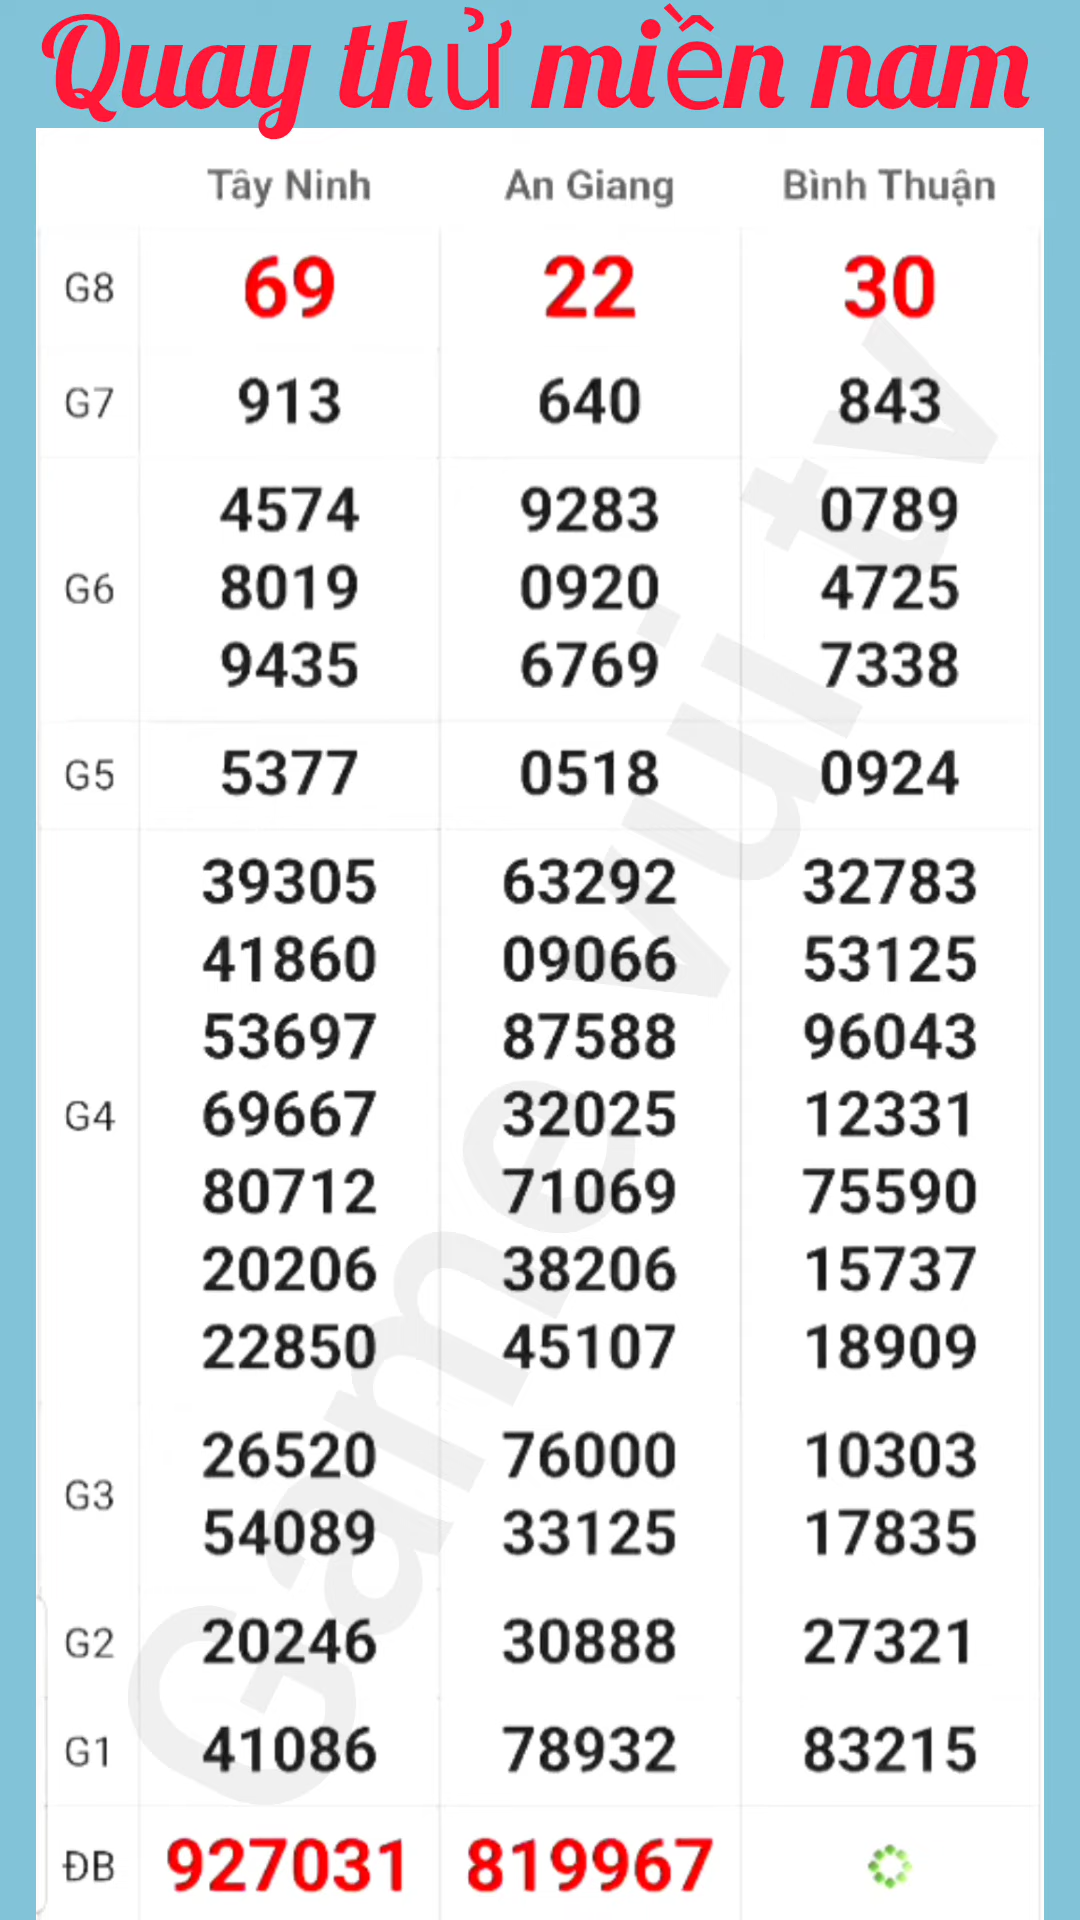 Quay thử miền nam
Tây Ninh An Giang Bình Thuận
G8 69 22 30
G7 913 640 843
4574 9283 0789
G6 8019 0920 4725
9435 6769 7338
G5 5377 0518 0924
39305 63292 32783
41860 09066 53125
53697 87588 96043
G4 69667 32025 12331
80712 71069 75590
20206 38206 15737
22850 45107 18909
26520 76000 10303
G3
54089 33125 17835
G2 20246 30888 27321
G1 41086 78932 83215
ĐB 927031 819967
Game vui tv